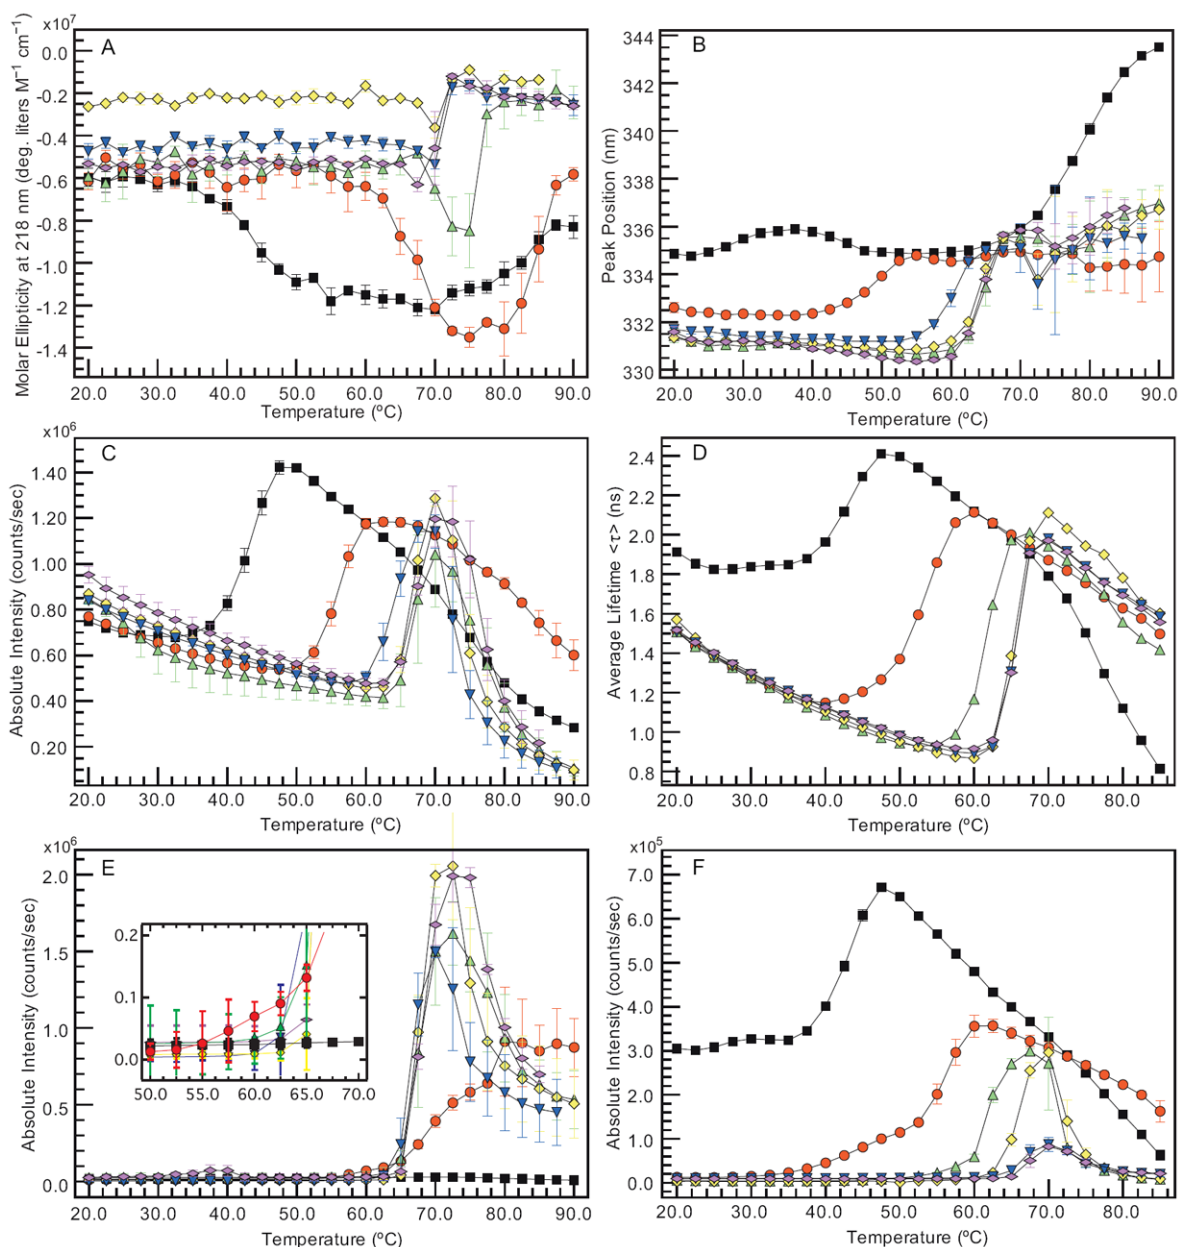 x10⁷
A
0.0
-0.2
-0.4
-0.6
-0.8
-1.0
-1.2
-1.4
Molar Ellipticity at 218 nm (deg. liters M⁻¹ cm⁻¹)
20.0 30.0 40.0 50.0 60.0 70.0 80.0 90.0
Temperature (ºC)
B
344
342
340
338
336
334
332
330
Peak Position (nm)
20.0 30.0 40.0 50.0 60.0 70.0 80.0 90.0
Temperature (ºC)
x10⁶
C
1.40
1.20
1.00
0.80
0.60
0.40
0.20
Absolute Intensity (counts/sec)
20.0 30.0 40.0 50.0 60.0 70.0 80.0 90.0
Temperature (ºC)
D
2.4
2.2
2.0
1.8
1.6
1.4
1.2
1.0
0.8
Average Lifetime <τ> (ns)
20.0 30.0 40.0 50.0 60.0 70.0 80.0
Temperature (ºC)
x10⁶
E
2.0
1.5
1.0
0.5
0.0
Absolute Intensity (counts/sec)
0.2
0.1
0.0
50.0 55.0 60.0 65.0 70.0
20.0 30.0 40.0 50.0 60.0 70.0 80.0 90.0
Temperature (ºC)
x10⁵
F
7.0
6.0
5.0
4.0
3.0
2.0
1.0
0.0
Absolute Intensity (counts/sec)
20.0 30.0 40.0 50.0 60.0 70.0 80.0
Temperature (ºC)